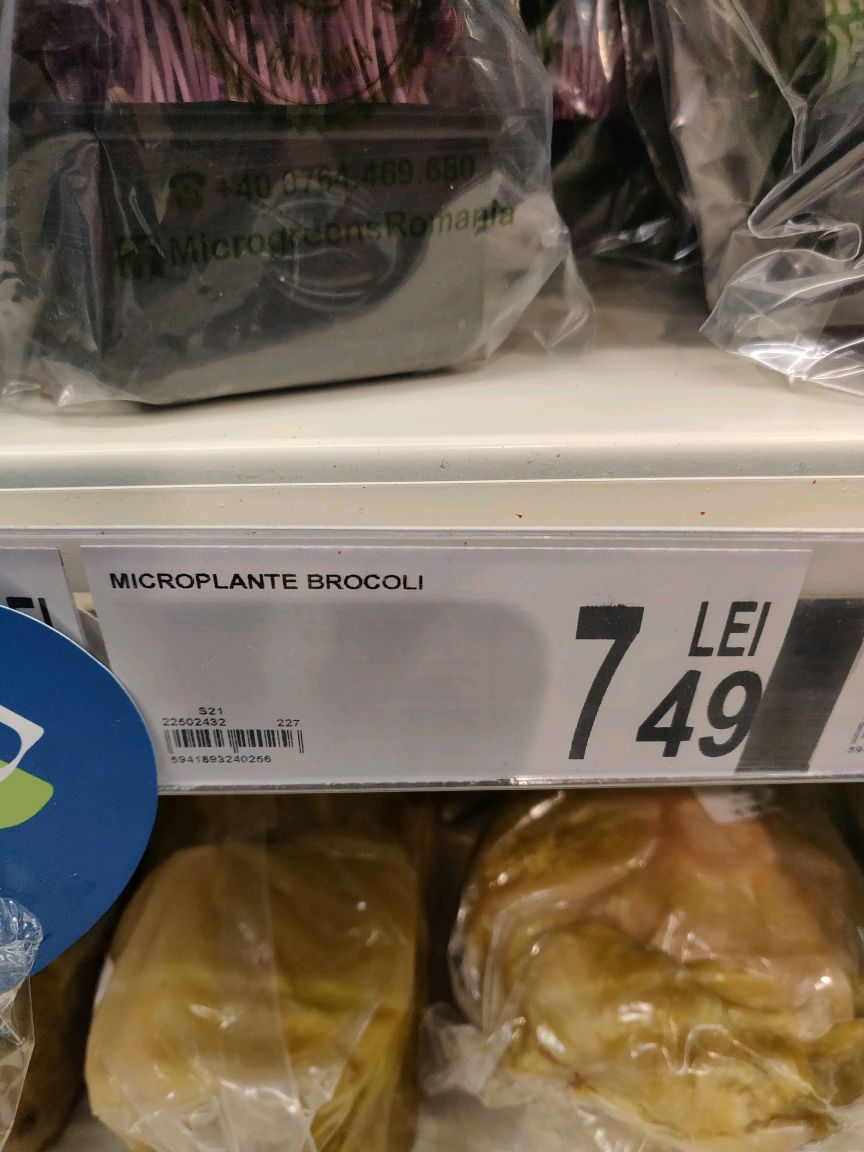 +40 0764.469.680
MicrogreensRomania
MICROPLANTE BROCOLI
7 LEI
49
S21
22502432 227
5941893240256